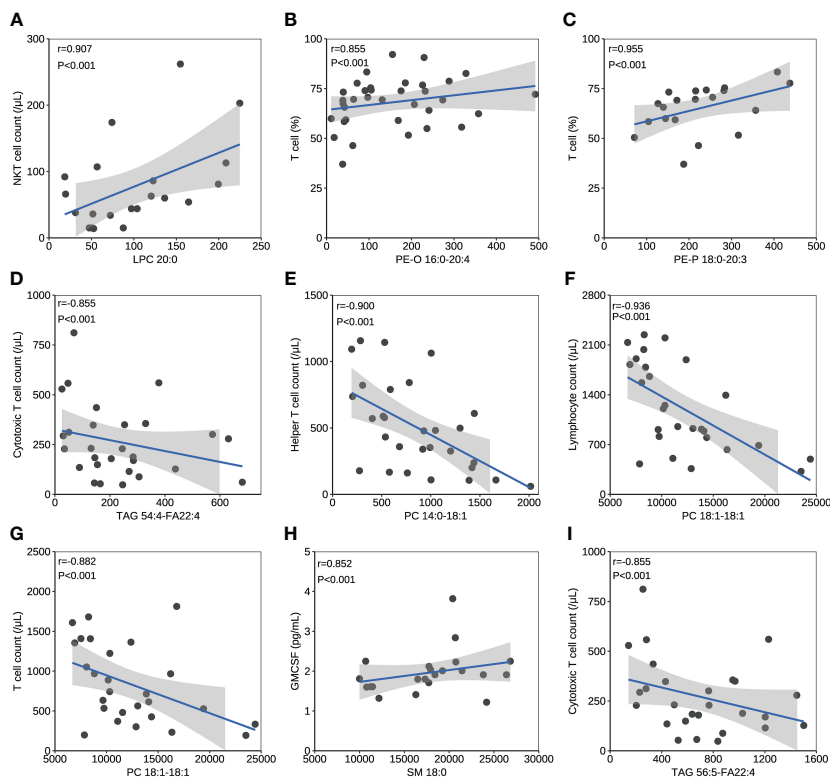 A
r=0.907
P<0.001
300
200
100
0
NKT cell count (/μL)
0 50 100 150 200 250
LPC 20:0
B
r=0.855
P<0.001
100
75
50
25
0
T cell (%)
0 100 200 300 400 500
PE-O 16:0-20:4
C
r=0.955
P<0.001
100
75
50
25
0
T cell (%)
0 100 200 300 400 500
PE-P 18:0-20:3
D
r=-0.855
P<0.001
1000
750
500
250
0
Cytotoxic T cell count (/μL)
0 200 400 600
TAG 54:4-FA22:4
E
r=-0.900
P<0.001
1500
1000
500
0
Helper T cell count (/μL)
0 500 1000 1500 2000
PC 14:0-18:1
F
r=-0.936
P<0.001
2800
2100
1400
700
0
Lymphocyte count (/μL)
5000 10000 15000 20000 25000
PC 18:1-18:1
G
r=-0.882
P<0.001
2500
2000
1500
1000
500
0
T cell count (/μL)
5000 10000 15000 20000 25000
PC 18:1-18:1
H
r=0.852
P<0.001
5
4
3
2
1
0
GMCSF (pg/mL)
5000 10000 15000 20000 25000 30000
SM 18:0
I
r=-0.855
P<0.001
1000
750
500
250
0
Cytotoxic T cell count (/μL)
0 400 800 1200 1600
TAG 56:5-FA22:4